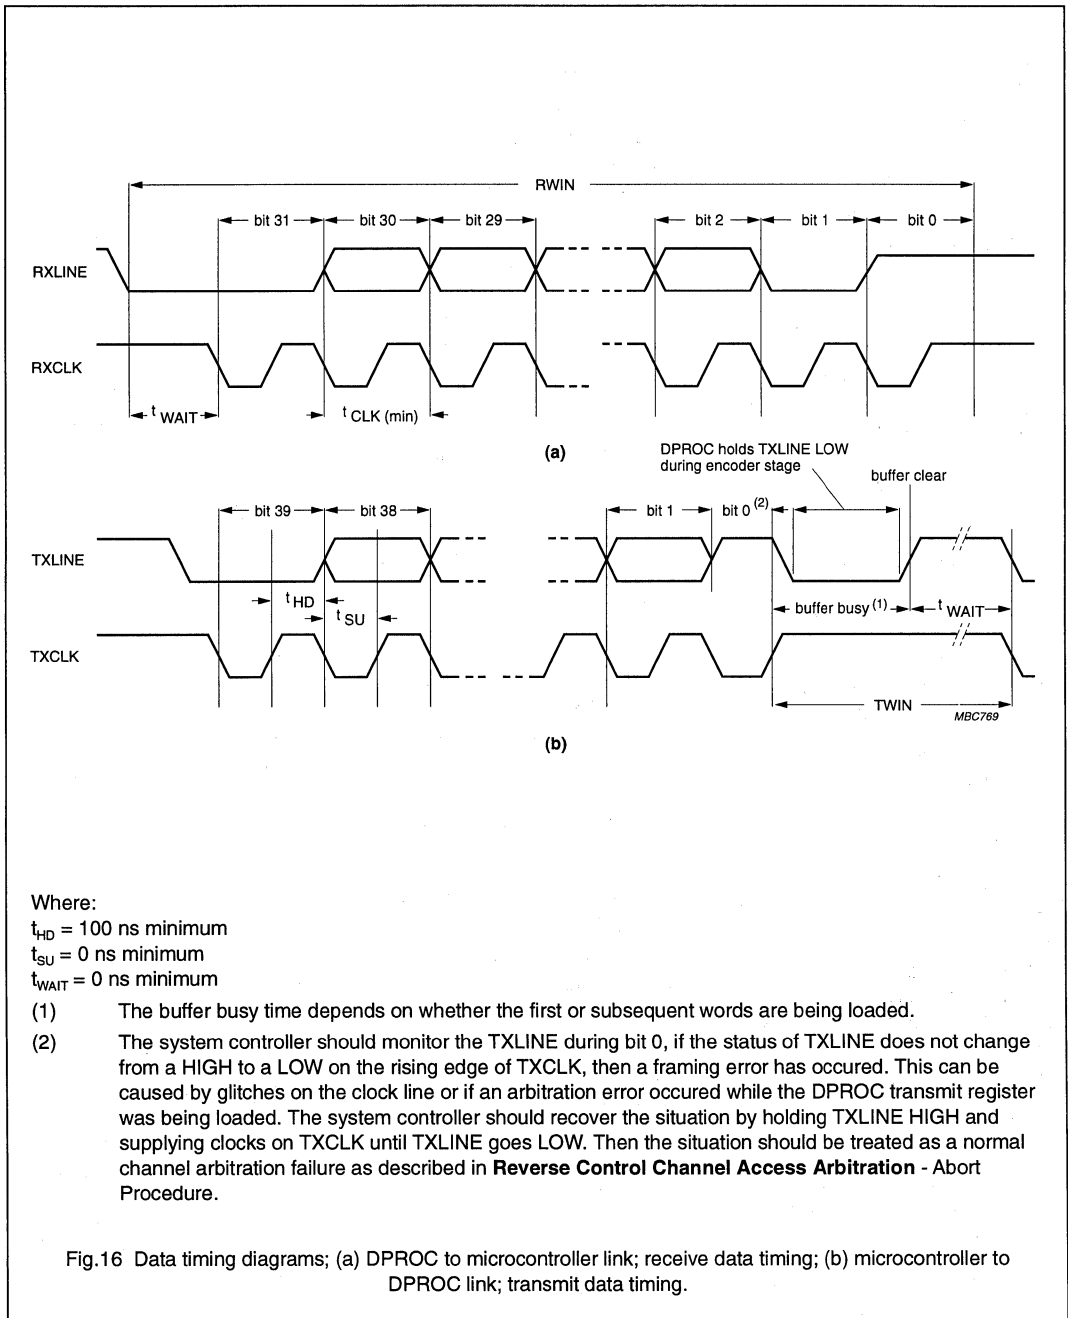 RWIN
bit 31 bit 30 bit 29 bit 2 bit 1 bit 0
RXLINE
RXCLK
t WAIT t CLK (min)
(a)
DPROC holds TXLINE LOW
during encoder stage
buffer clear
bit 39 bit 38 bit 1 bit 0 (2)
TXLINE
t HD
t SU
buffer busy (1) t WAIT
TXCLK
TWIN
MBC769
(b)
Where:
tHD = 100 ns minimum
tSU = 0 ns minimum
tWAIT = 0 ns minimum
(1) The buffer busy time depends on whether the first or subsequent words are being loaded.
(2) The system controller should monitor the TXLINE during bit 0, if the status of TXLINE does not change
from a HIGH to a LOW on the rising edge of TXCLK, then a framing error has occured. This can be
caused by glitches on the clock line or if an arbitration error occured while the DPROC transmit register
was being loaded. The system controller should recover the situation by holding TXLINE HIGH and
supplying clocks on TXCLK until TXLINE goes LOW. Then the situation should be treated as a normal
channel arbitration failure as described in Reverse Control Channel Access Arbitration - Abort
Procedure.
Fig.16 Data timing diagrams; (a) DPROC to microcontroller link; receive data timing; (b) microcontroller to
DPROC link; transmit data timing.